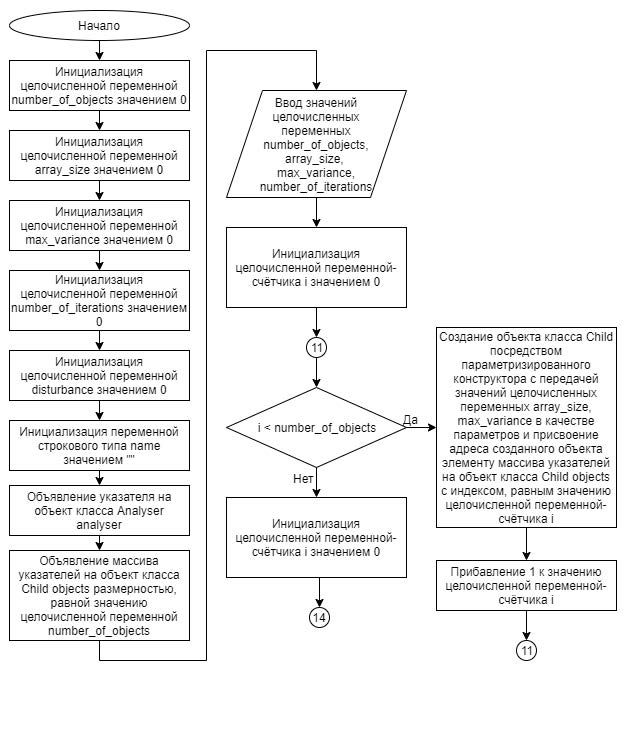 Начало
Инициализация
целочисленной переменной
number_of_objects значением 0
Инициализация
целочисленной переменной
array_size значением 0
Инициализация
целочисленной переменной
max_variance значением 0
Инициализация
целочисленной переменной
number_of_iterations значением
0
Инициализация
целочисленной переменной
disturbance значением 0
Инициализация переменной
строкового типа name
значением ""
Объявление указателя на
объект класса Analyser
analyser
Объявление массива
указателей на объект класса
Child objects размерностью,
равной значению
целочисленной переменной
number_of_objects
Ввод значений
целочисленных
переменных
number_of_objects,
array_size,
max_variance,
number_of_iterations
Инициализация
целочисленной переменной-
счётчика i значением 0
11
i < number_of_objects
Да
Нет
Инициализация
целочисленной переменной-
счётчика i значением 0
14
Создание объекта класса Child
посредством
параметризированного
конструктора с передачей
значений целочисленных
переменных array_size,
max_variance в качестве
параметров и присвоение
адреса созданного объекта
элементу массива указателей
на объект класса Child objects
с индексом, равным значению
целочисленной переменной-
счётчика i
Прибавление 1 к значению
целочисленной переменной-
счётчика i
11